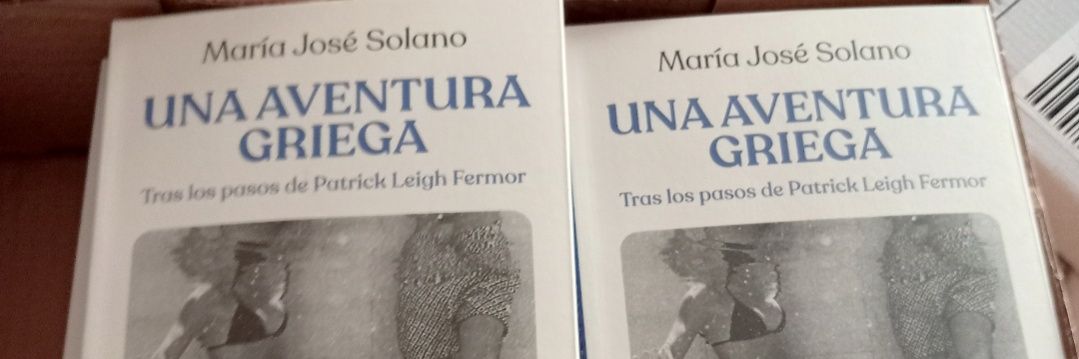 María José Solano
UNA AVENTURA
GRIEGA
Tras los pasos de Patrick Leigh Fermor
María José Solano
UNA AVENTURA
GRIEGA
Tras los pasos de Patrick Leigh Fermor